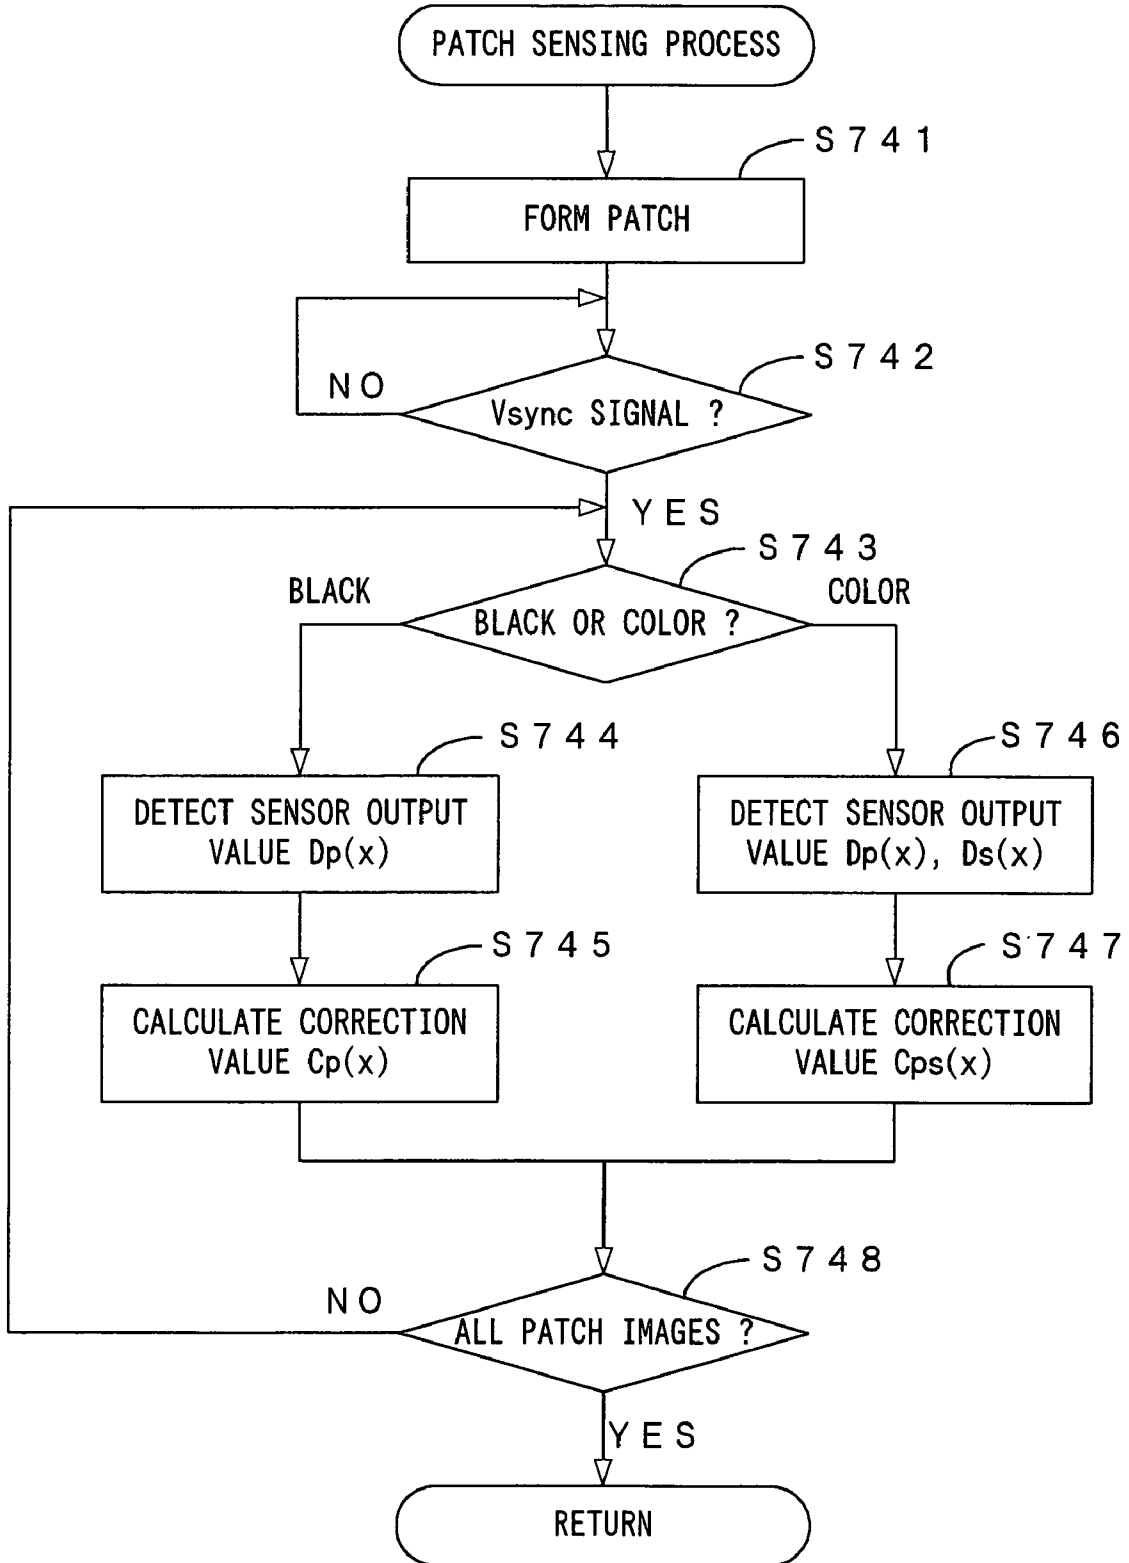 PATCH SENSING PROCESS
S741
FORM PATCH
S742
NO
Vsync SIGNAL ?
YES
S743
BLACK
COLOR
BLACK OR COLOR ?
S744
S746
DETECT SENSOR OUTPUT
VALUE Dp(x)
DETECT SENSOR OUTPUT
VALUE Dp(x), Ds(x)
S745
S747
CALCULATE CORRECTION
VALUE Cp(x)
CALCULATE CORRECTION
VALUE Cps(x)
S748
NO
ALL PATCH IMAGES ?
YES
RETURN